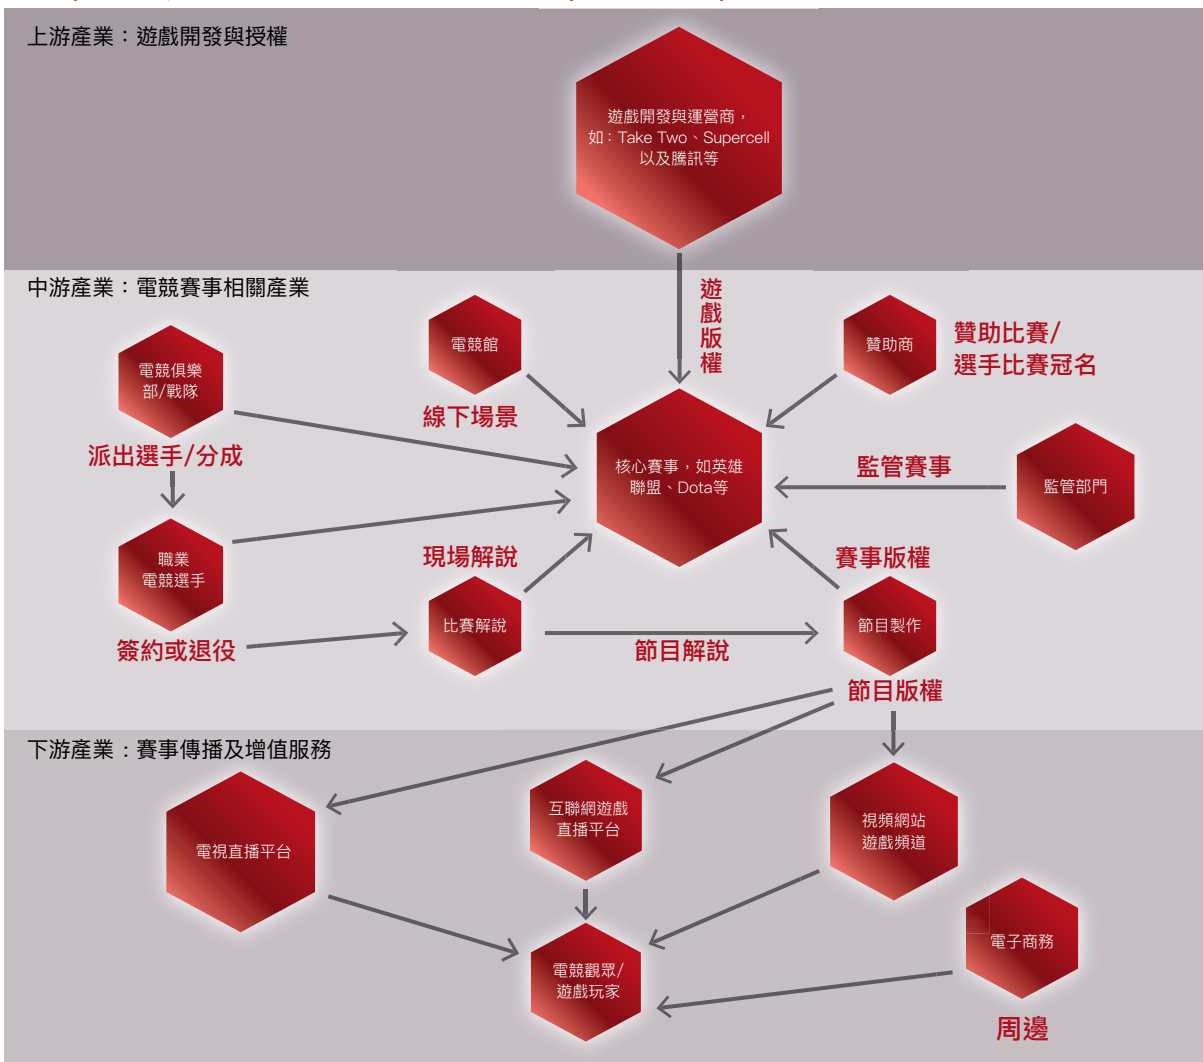 上游產業：遊戲開發與授權
遊戲開發與運營商，
如：Take Two、Supercell
以及騰訊等
遊戲版權
中游產業：電競賽事相關產業
電競俱樂
部/戰隊
電競館
贊助商
贊助比賽/
選手比賽冠名
線下場景
派出選手/分成
核心賽事，如英雄
聯盟、Dota等
監管賽事
監管部門
職業
電競選手
現場解說
賽事版權
簽約或退役
比賽解說
節目解說
節目製作
節目版權
下游產業：賽事傳播及增值服務
電視直播平台
互聯網遊戲
直播平台
視頻網站
遊戲頻道
電競觀眾/
遊戲玩家
電子商務
周邊